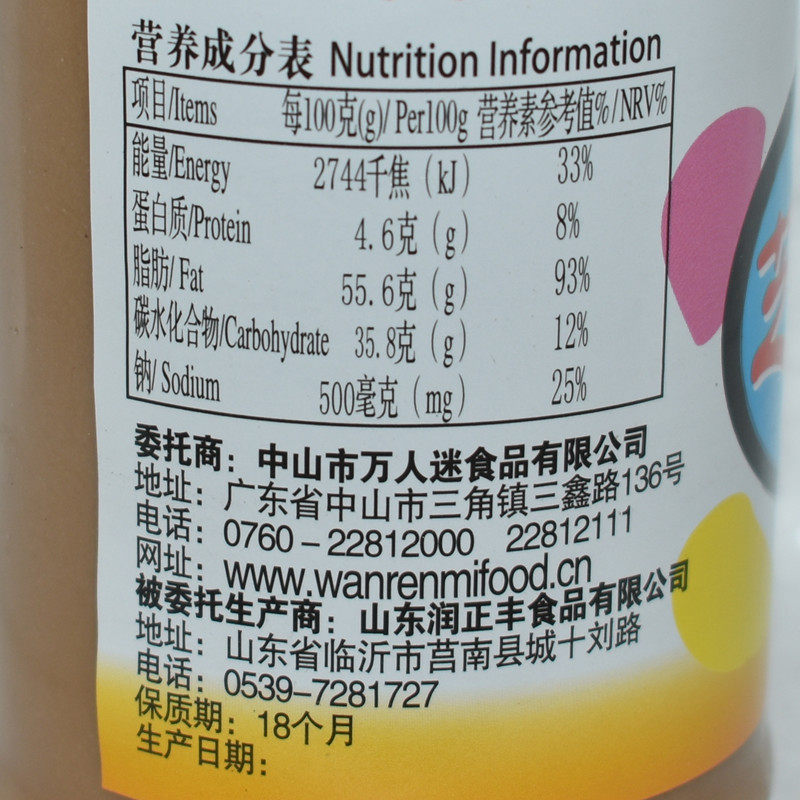 营养成分表 Nutrition Information
项目/Items 每100克(g)/Per100g 营养素参考值%/NRV%
能量/Energy 2744千焦（kJ） 33%
蛋白质/Protein 4.6克（g） 8%
脂肪/Fat 55.6克（g） 93%
碳水化合物/Carbohydrate 35.8克（g） 12%
钠/Sodium 500毫克（mg） 25%
委托商：中山市万人迷食品有限公司
地址：广东省中山市三角镇三鑫路136号
电话：0760-22812000 22812111
网址：www.wanrenmifood.cn
被委托生产商：山东润正丰食品有限公司
地址：山东省临沂市莒南县城十刘路
电话：0539-7281727
保质期：18个月
生产日期：